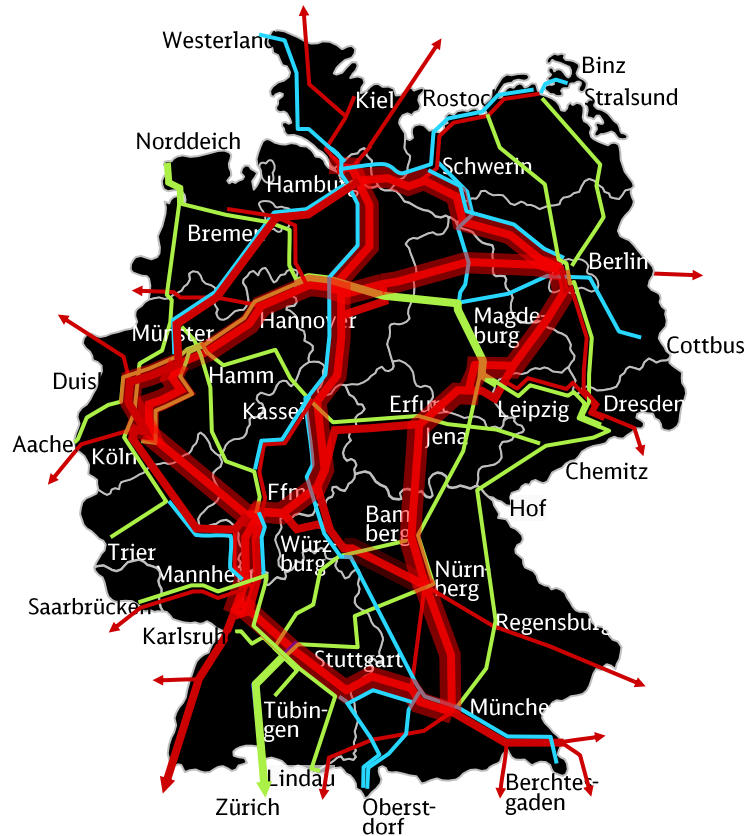 Westerland
Binz
Kiel
Rostock
Stralsund
Norddeich
Schwerin
Hamburg
Bremen
Berlin
Hannover
Magde-
burg
Münster
Cottbus
Duis
Hamm
Kassel
Erfurt
Leipzig
Dresden
Jena
Aache
Köln
Chemitz
Ffm
Hof
Bam
berg
Trier
Würz-
burg
Mannhe
Nürn-
berg
Saarbrücken
Regensburg
Karlsruh
Stuttgart
Münche
Tübin-
gen
Lindau
Berchtes-
gaden
Zürich
Oberst-
dorf